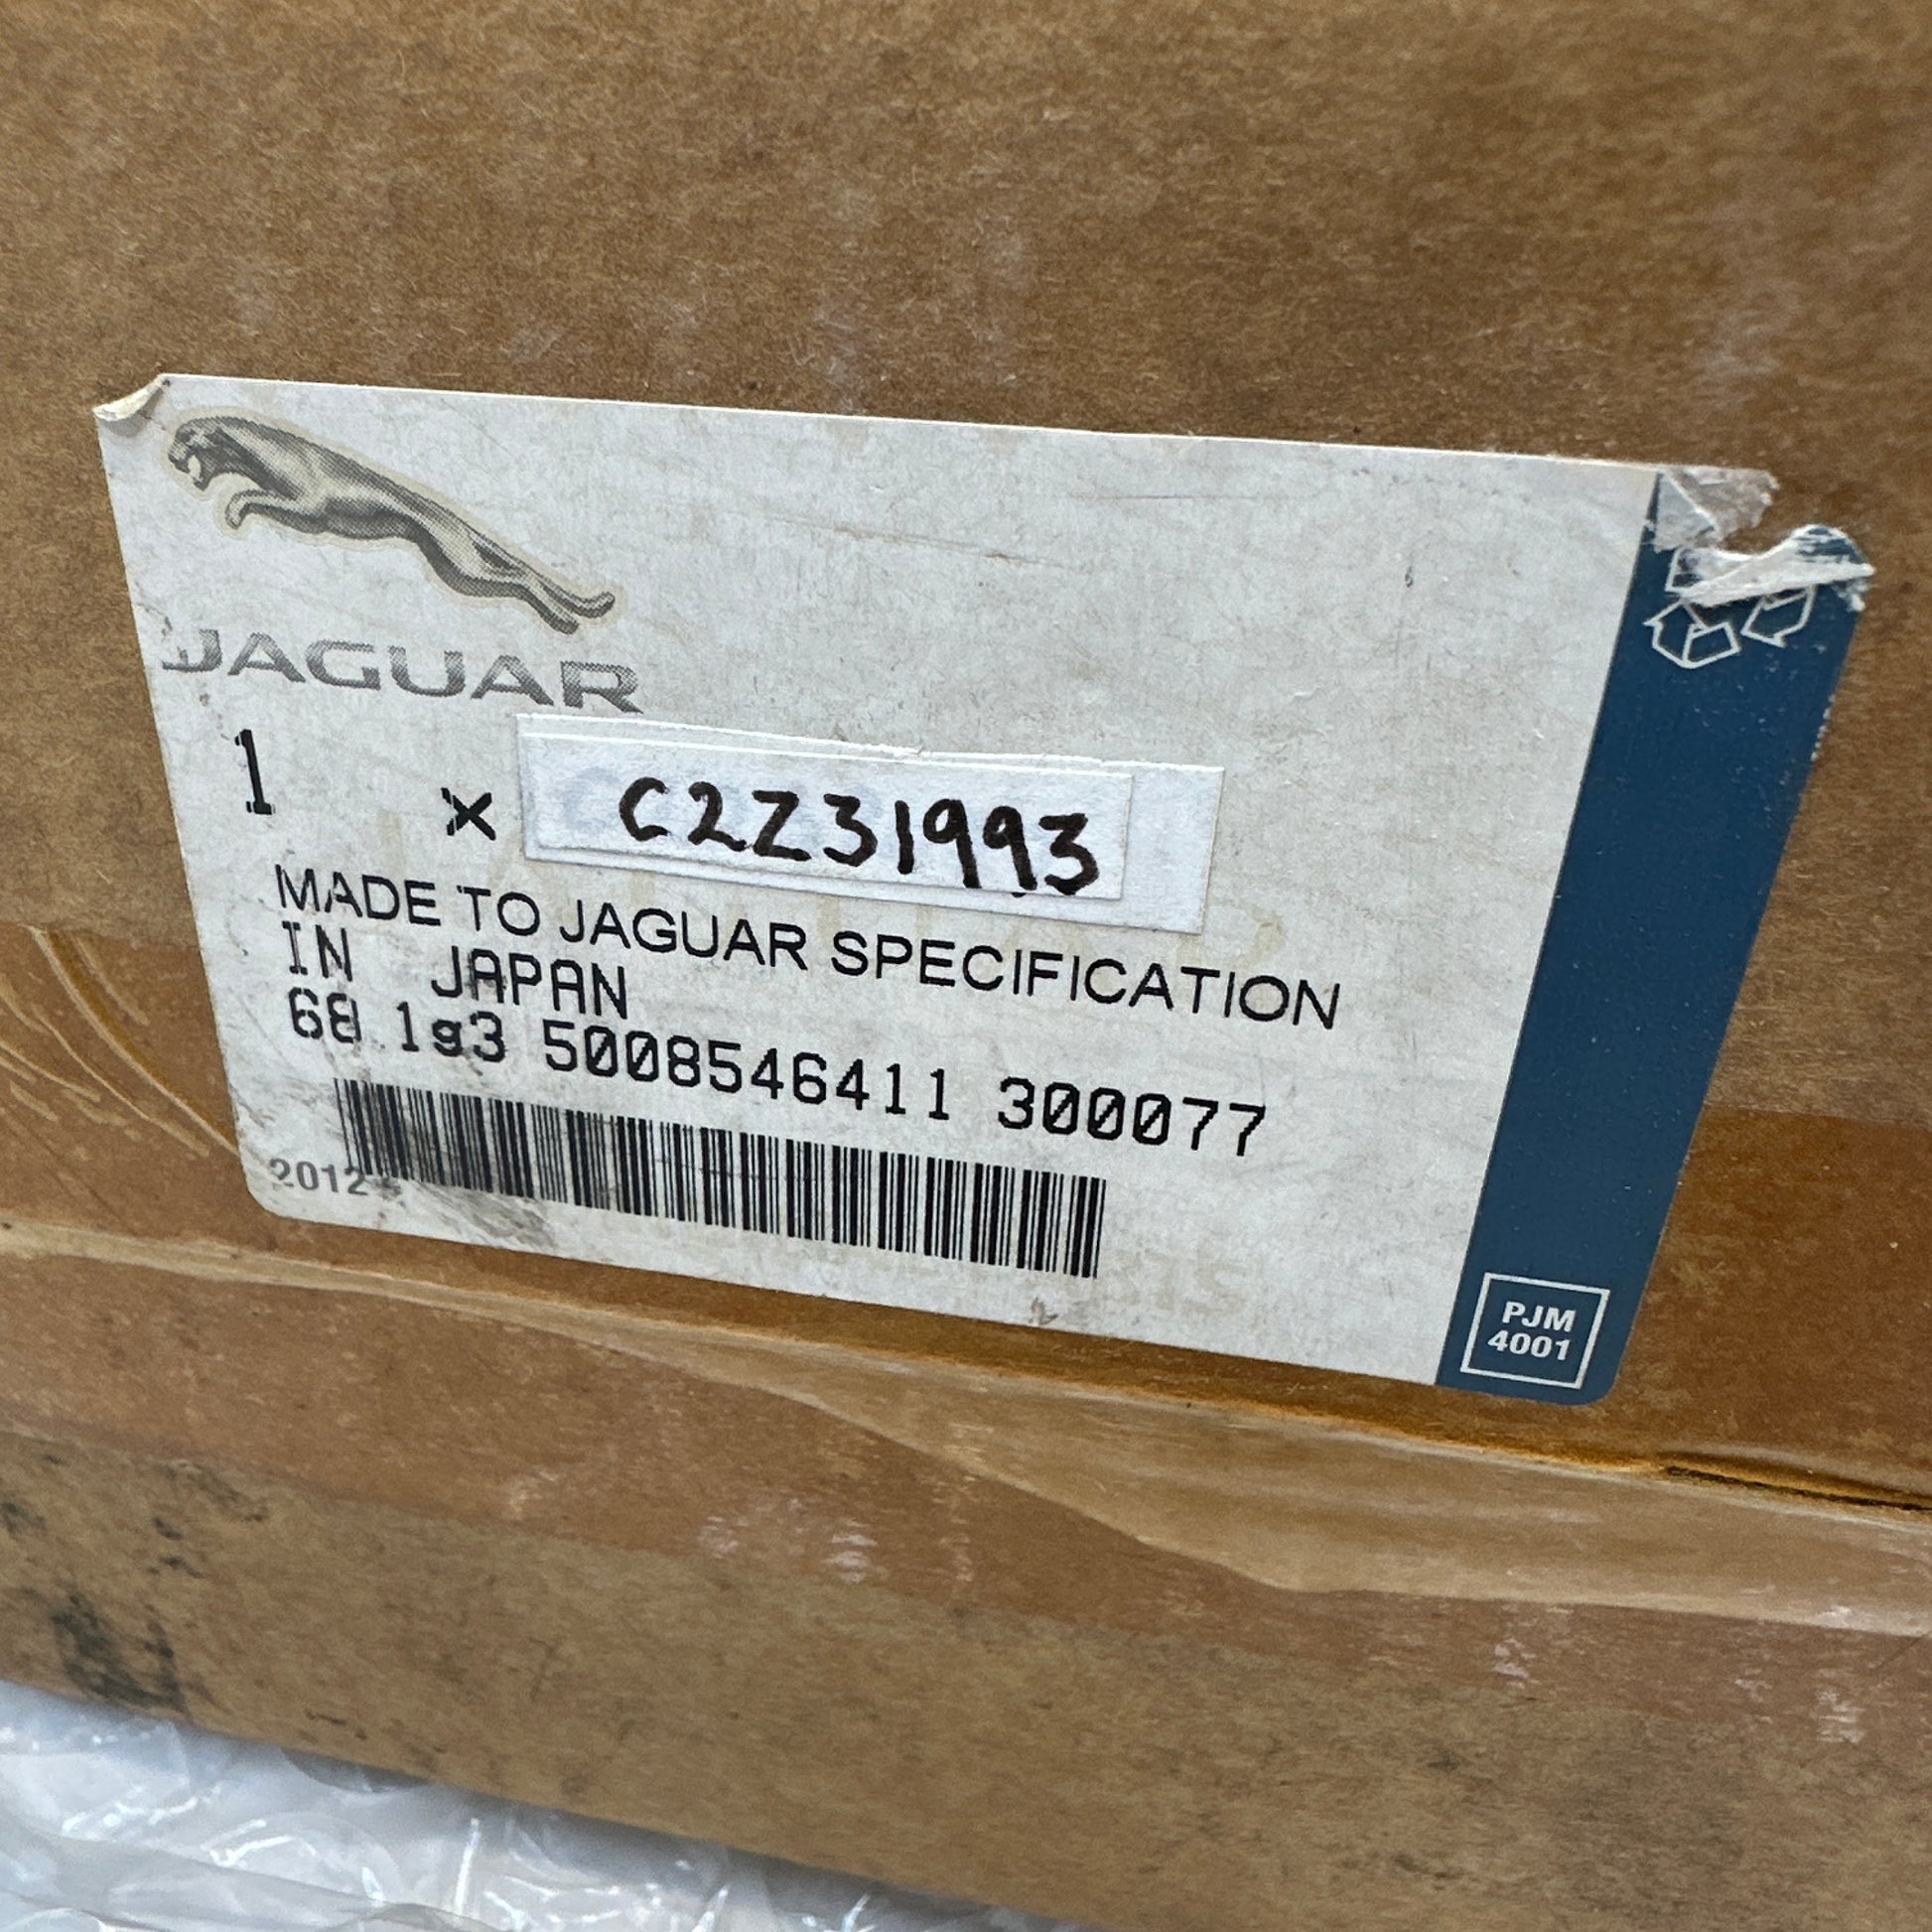 JAGUAR
1 x C2Z31993
MADE TO JAGUAR SPECIFICATION
IN JAPAN
68 1g3 5008546411 300077
2012
PJM
4001